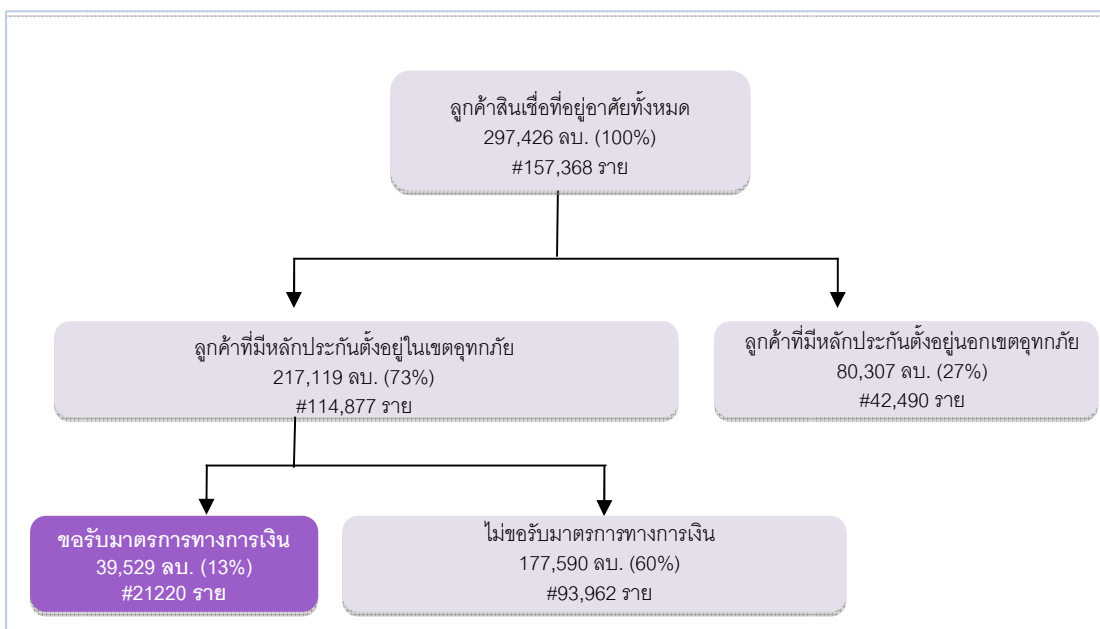 ลูกค้าสินเชื่อที่อยู่อาศัยทั้งหมด
297,426 ลบ. (100%)
#157,368 ราย
ลูกค้าที่มีหลักประกันตั้งอยู่ในเขตอุทกภัย
217,119 ลบ. (73%)
#114,877 ราย
ลูกค้าที่มีหลักประกันตั้งอยู่นอกเขตอุทกภัย
80,307 ลบ. (27%)
#42,490 ราย
ขอรับมาตรการทางการเงิน
39,529 ลบ. (13%)
#21220 ราย
ไม่ขอรับมาตรการทางการเงิน
177,590 ลบ. (60%)
#93,962 ราย